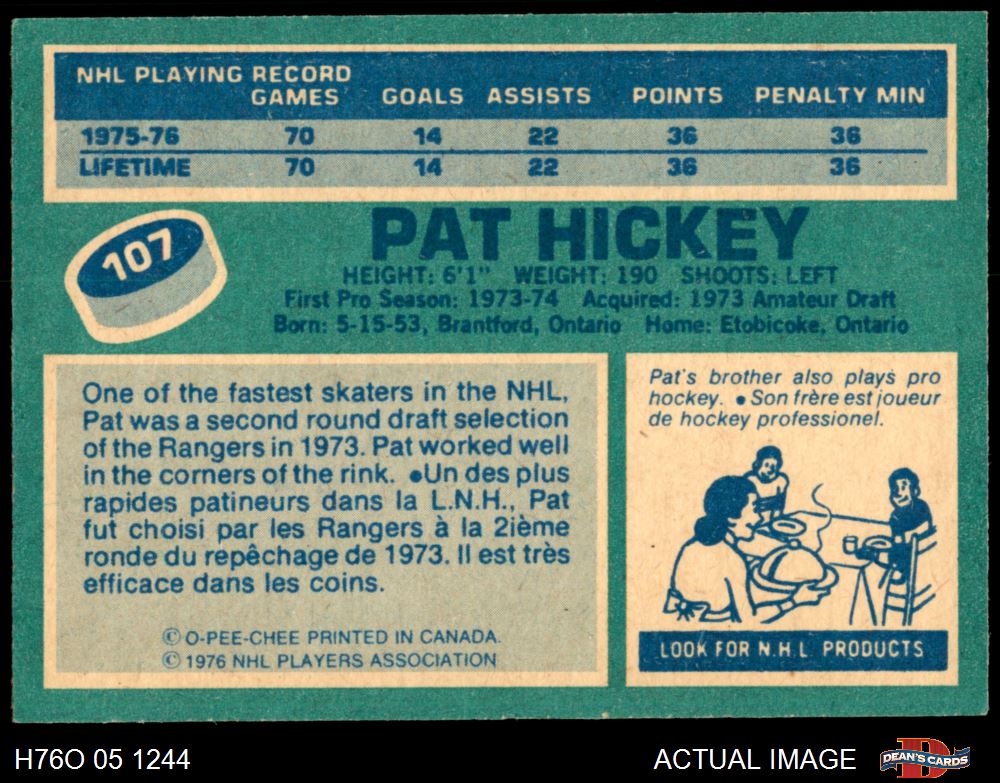 NHL PLAYING RECORD
GAMES GOALS ASSISTS POINTS PENALTY MIN
1975-76 70 14 22 36 36
LIFETIME 70 14 22 36 36
107
PAT HICKEY
HEIGHT: 6'1" WEIGHT: 190 SHOOTS: LEFT
First Pro Season: 1973-74 Acquired: 1973 Amateur Draft
Born: 5-15-53, Brantford, Ontario Home: Etobicoke, Ontario
One of the fastest skaters in the NHL,
Pat was a second round draft selection
of the Rangers in 1973. Pat worked well
in the corners of the rink. •Un des plus
rapides patineurs dans la L.N.H., Pat
fut choisi par les Rangers à la 2ième
ronde du repêchage de 1973. Il est très
efficace dans les coins.
© O-PEE-CHEE PRINTED IN CANADA.
© 1976 NHL PLAYERS ASSOCIATION
Pat's brother also plays pro
hockey. • Son frère est joueur
de hockey professionel.
LOOK FOR N.H.L. PRODUCTS
H76O 05 1244
ACTUAL IMAGE
DEAN'S CARDS